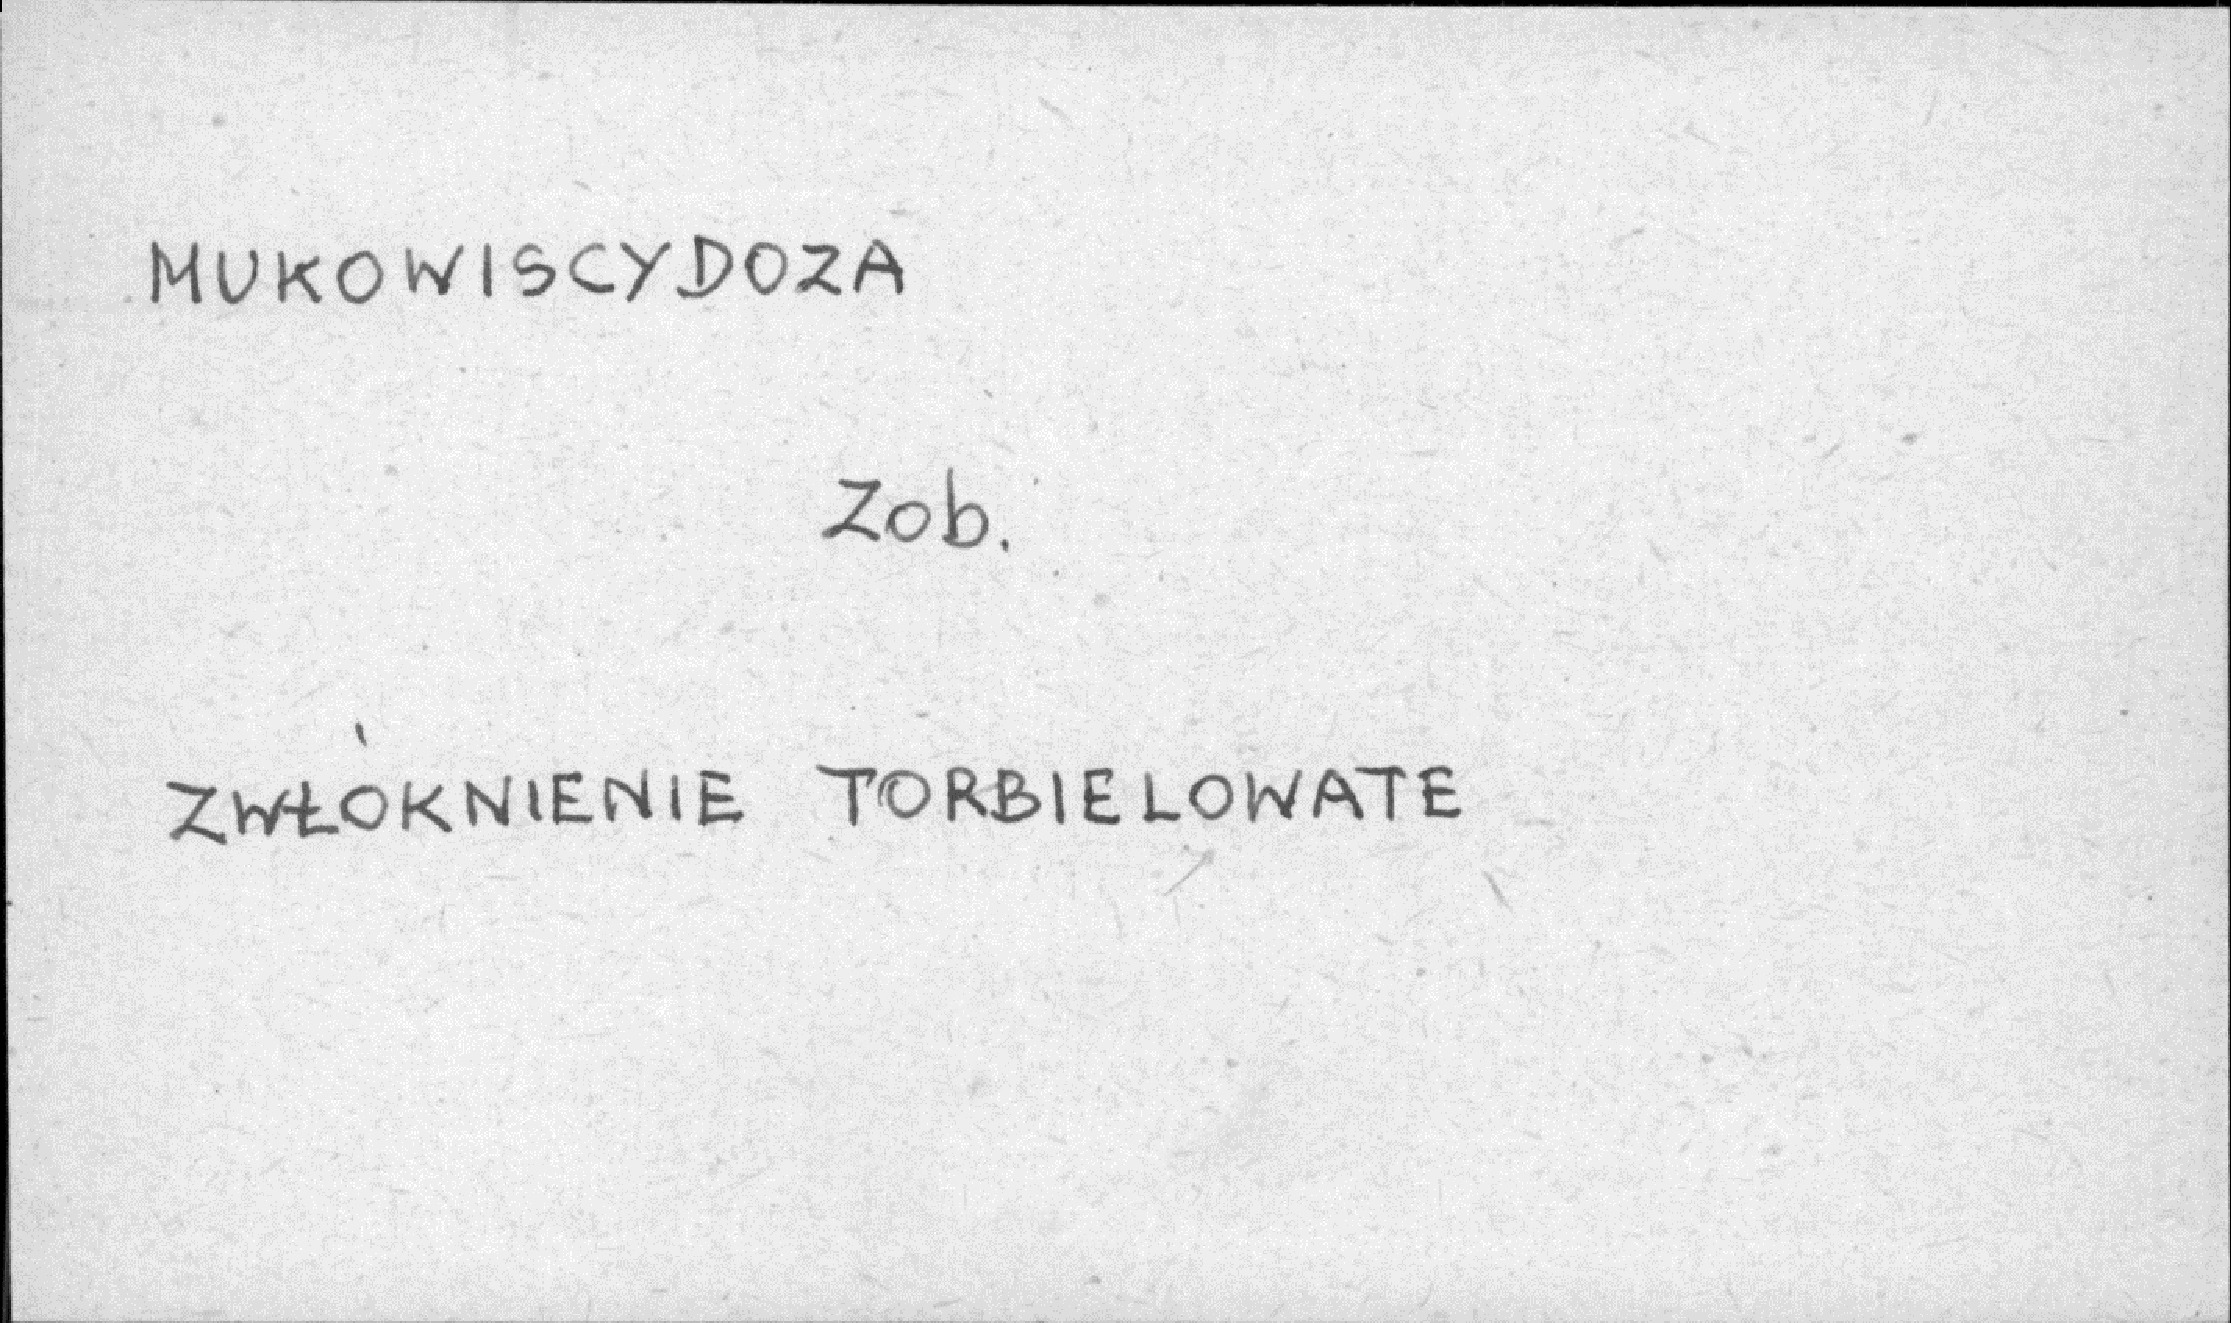 MUKOWISCYDOZA
Zob.
ZWŁÓKNIENIE TORBIELOWATE